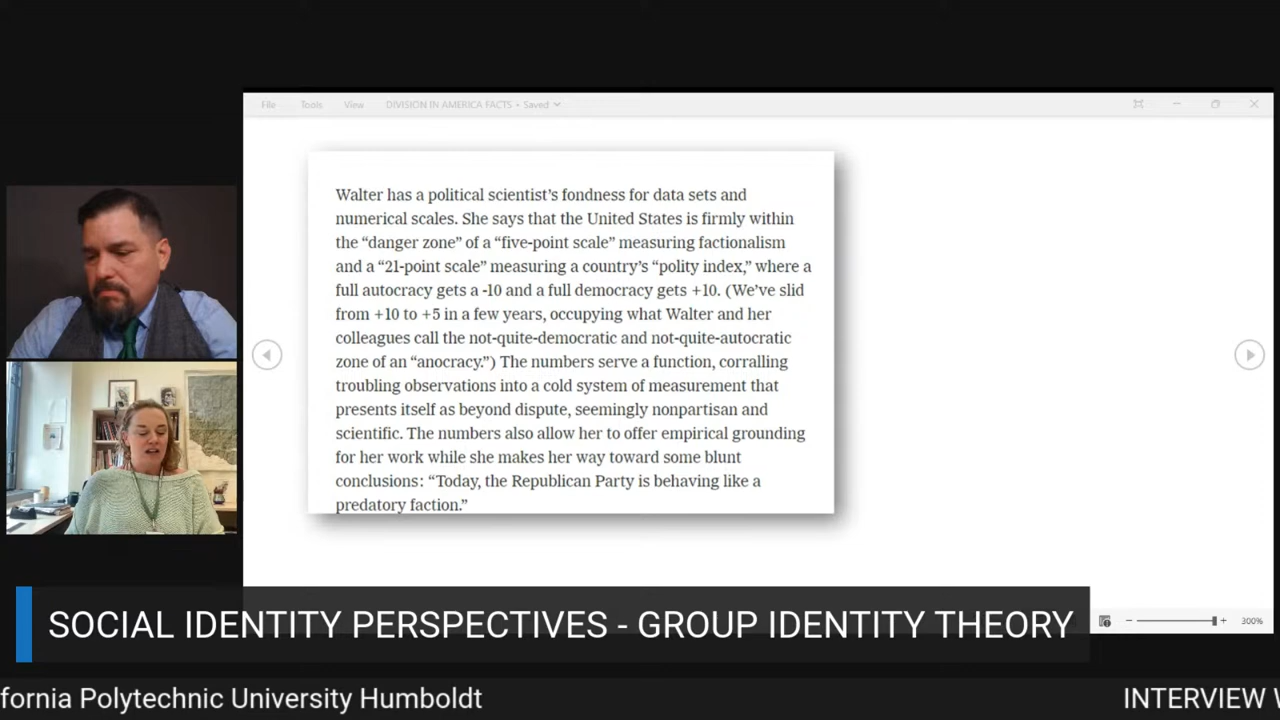 File Tools View DIVISION IN AMERICA FACTS • Saved
Walter has a political scientist’s fondness for data sets and
numerical scales. She says that the United States is firmly within
the “danger zone” of a “five-point scale” measuring factionalism
and a “21-point scale” measuring a country’s “polity index,” where a
full autocracy gets a -10 and a full democracy gets +10. (We’ve slid
from +10 to +5 in a few years, occupying what Walter and her
colleagues call the not-quite-democratic and not-quite-autocratic
zone of an “anocracy.”) The numbers serve a function, corralling
troubling observations into a cold system of measurement that
presents itself as beyond dispute, seemingly nonpartisan and
scientific. The numbers also allow her to offer empirical grounding
for her work while she makes her way toward some blunt
conclusions: “Today, the Republican Party is behaving like a
predatory faction.”
SOCIAL IDENTITY PERSPECTIVES - GROUP IDENTITY THEORY
300%
fornia Polytechnic University Humboldt
INTERVIEW